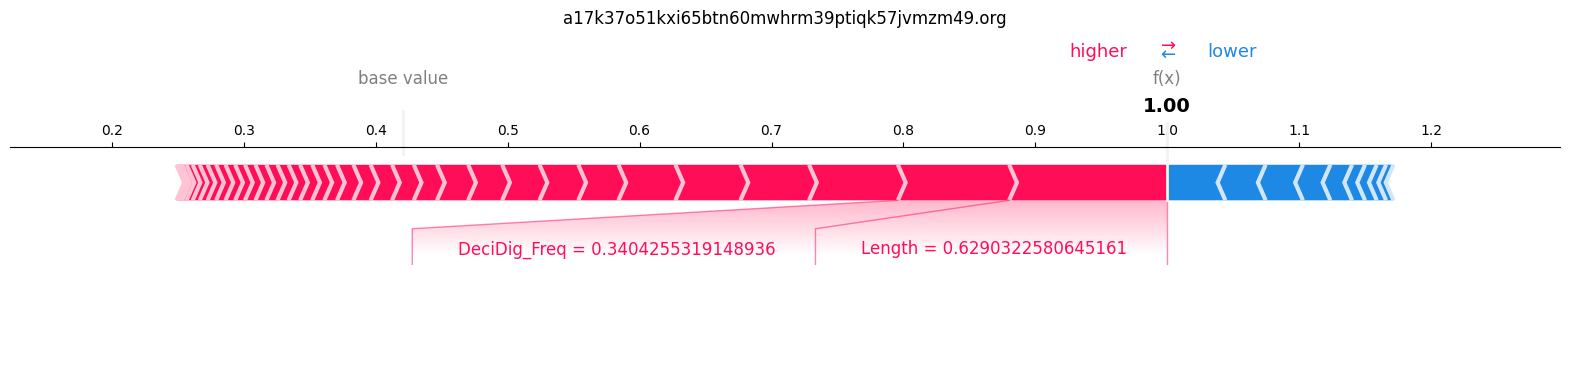 a17k37o51kxi65btn60mwhrm39ptiqk57jvmzm49.org
higher ⇄ lower
base value f(x)
1.00
0.2 0.3 0.4 0.5 0.6 0.7 0.8 0.9 1.0 1.1 1.2
DeciDig_Freq = 0.3404255319148936 Length = 0.6290322580645161